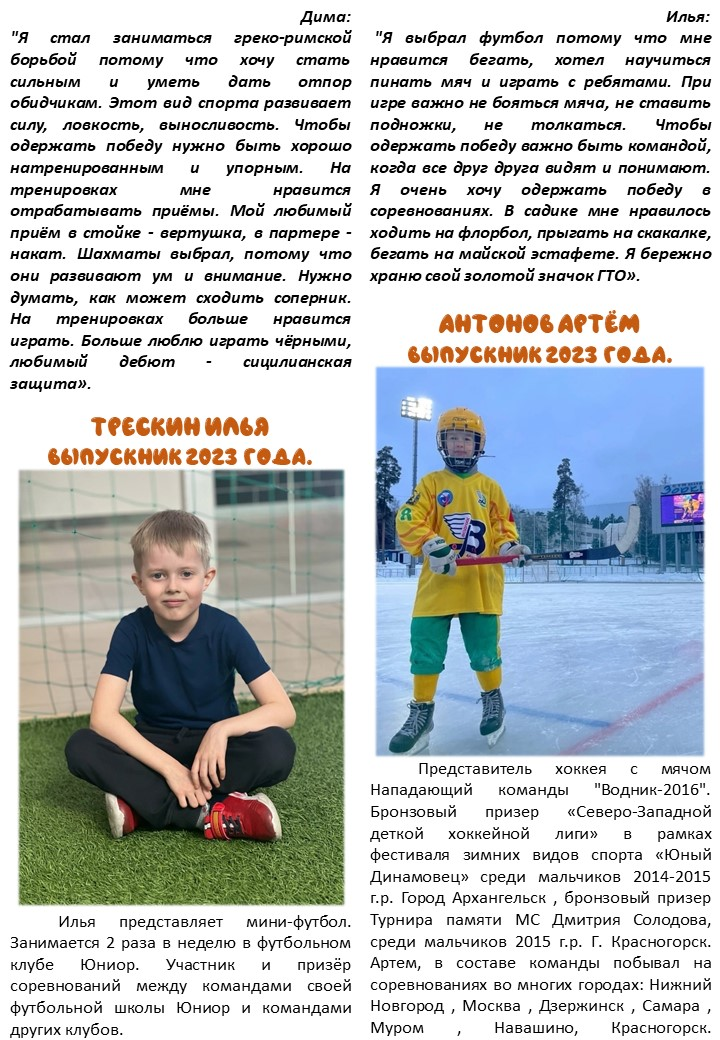 Дима:
"Я стал заниматься греко-римской
борьбой потому что хочу стать
сильным и уметь дать отпор
обидчикам. Этот вид спорта развивает
силу, ловкость, выносливость. Чтобы
одержать победу нужно быть хорошо
натренированным и упорным. На
тренировках мне нравится
отрабатывать приёмы. Мой любимый
приём в стойке - вертушка, в партере -
накат. Шахматы выбрал, потому что
они развивают ум и внимание. Нужно
думать, как может сходить соперник.
На тренировках больше нравится
играть. Больше люблю играть чёрными,
любимый дебют - сицилианская
защита».
ТРЕСКИН ИЛЬЯ
ВЫПУСКНИК 2023 ГОДА.
Илья представляет мини-футбол.
Занимается 2 раза в неделю в футбольном
клубе Юниор. Участник и призёр
соревнований между командами своей
футбольной школы Юниор и командами
других клубов.
Илья:
"Я выбрал футбол потому что мне
нравится бегать, хотел научиться
пинать мяч и играть с ребятами. При
игре важно не бояться мяча, не ставить
подножки, не толкаться. Чтобы
одержать победу важно быть командой,
когда все друг друга видят и понимают.
Я очень хочу одержать победу в
соревнованиях. В садике мне нравилось
ходить на флорбол, прыгать на скакалке,
бегать на майской эстафете. Я бережно
храню свой золотой значок ГТО».
АНТОНОВ АРТЁМ
ВЫПУСКНИК 2023 ГОДА.
В
Представитель хоккея с мячом
Нападающий команды "Водник-2016".
Бронзовый призер «Северо-Западной
деткой хоккейной лиги» в рамках
фестиваля зимних видов спорта «Юный
Динамовец» среди мальчиков 2014-2015
г.р. Город Архангельск , бронзовый призер
Турнира памяти МС Дмитрия Солодова,
среди мальчиков 2015 г.р. Г. Красногорск.
Артем, в составе команды побывал на
соревнованиях во многих городах: Нижний
Новгород , Москва , Дзержинск , Самара ,
Муром , Навашино, Красногорск.